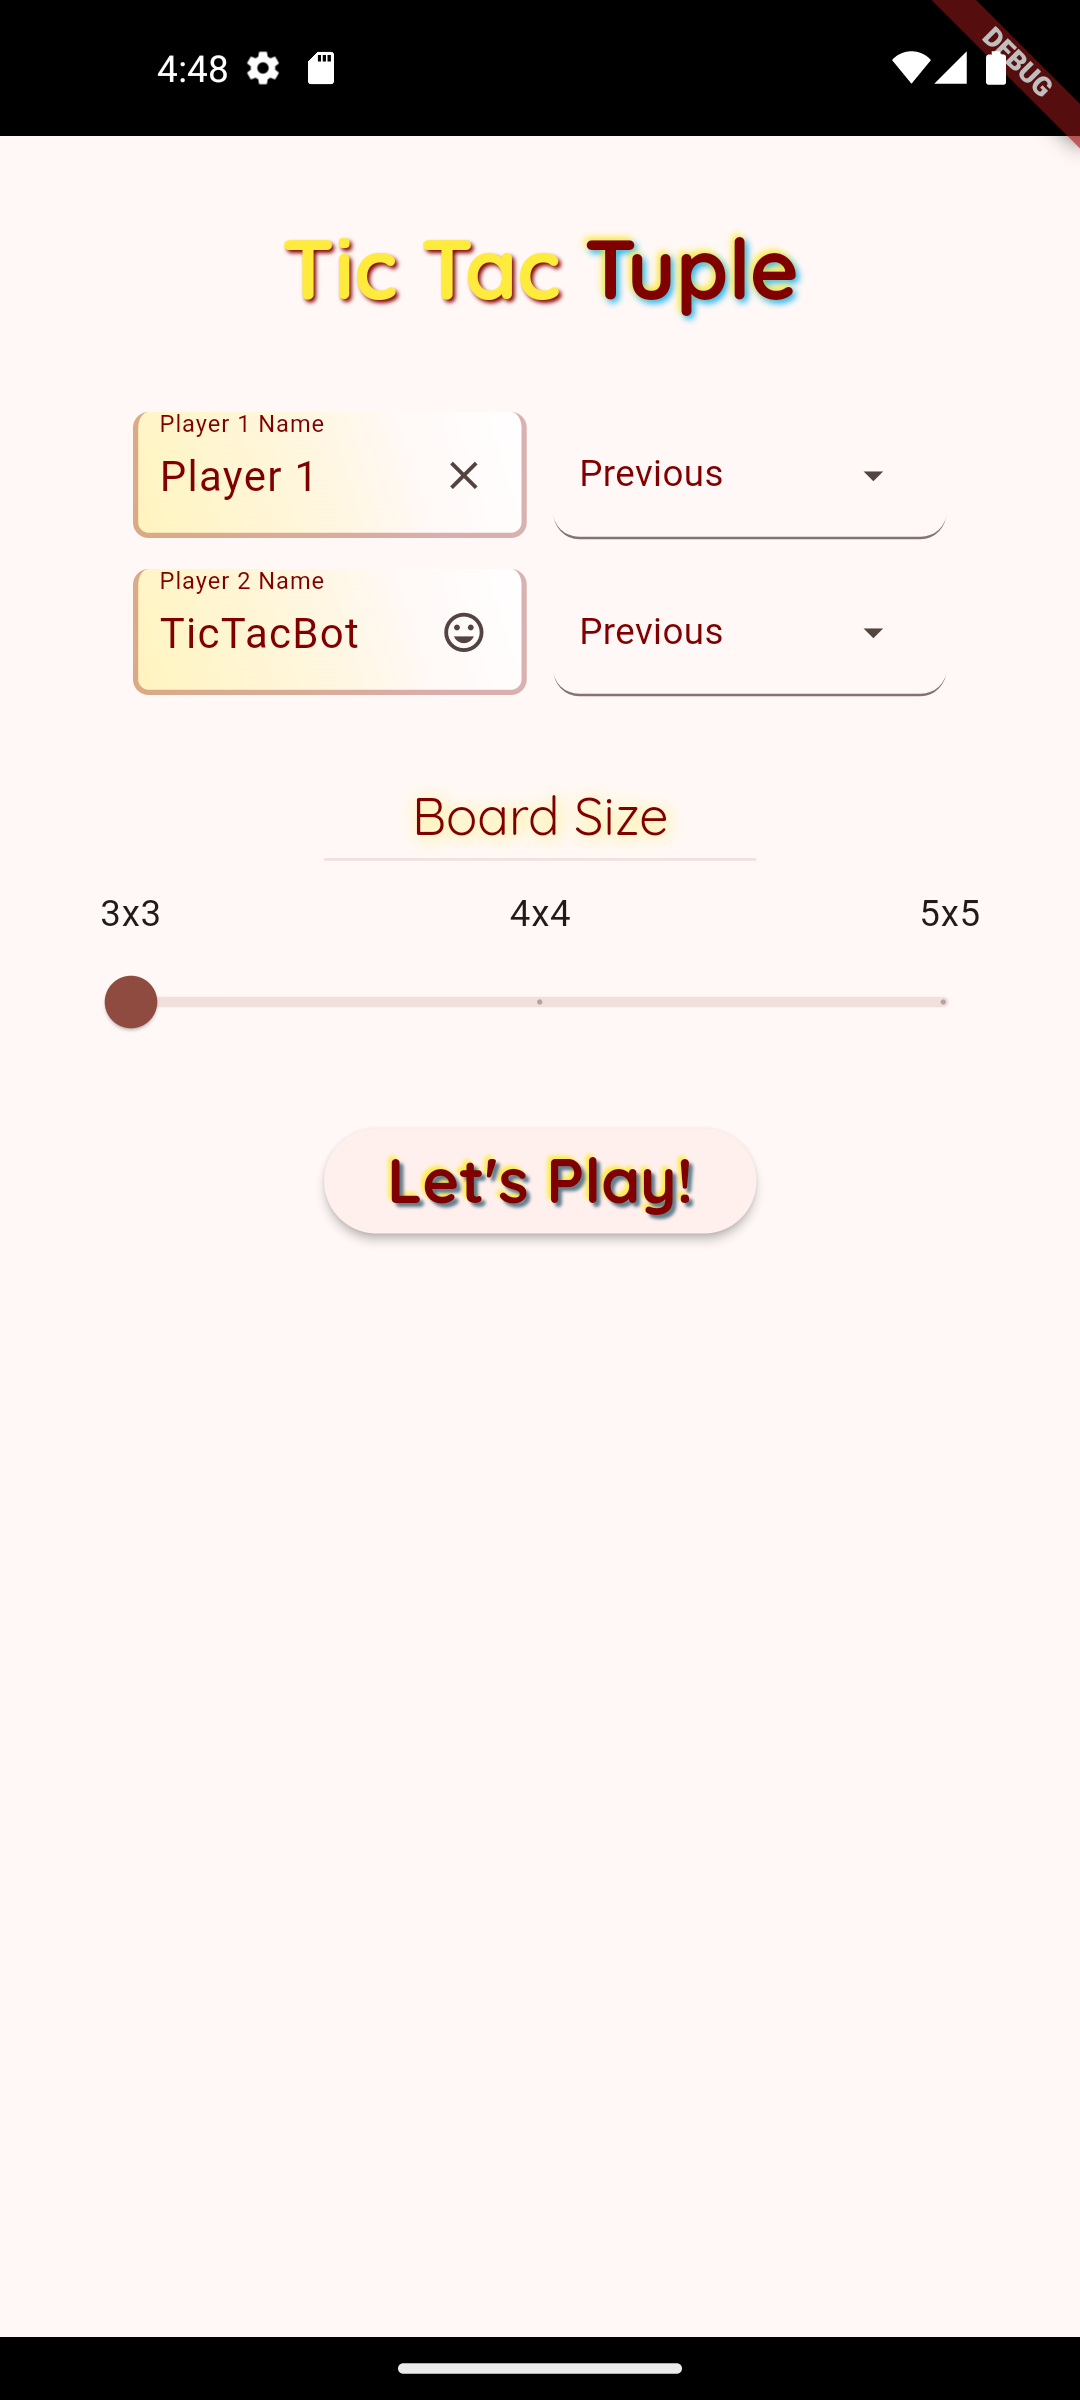 4:48
DEBUG
Tic Tac Tuple
Player 1 Name
Player 1
Previous
Player 2 Name
TicTacBot
Previous
Board Size
3x3 4x4 5x5
Let's Play!